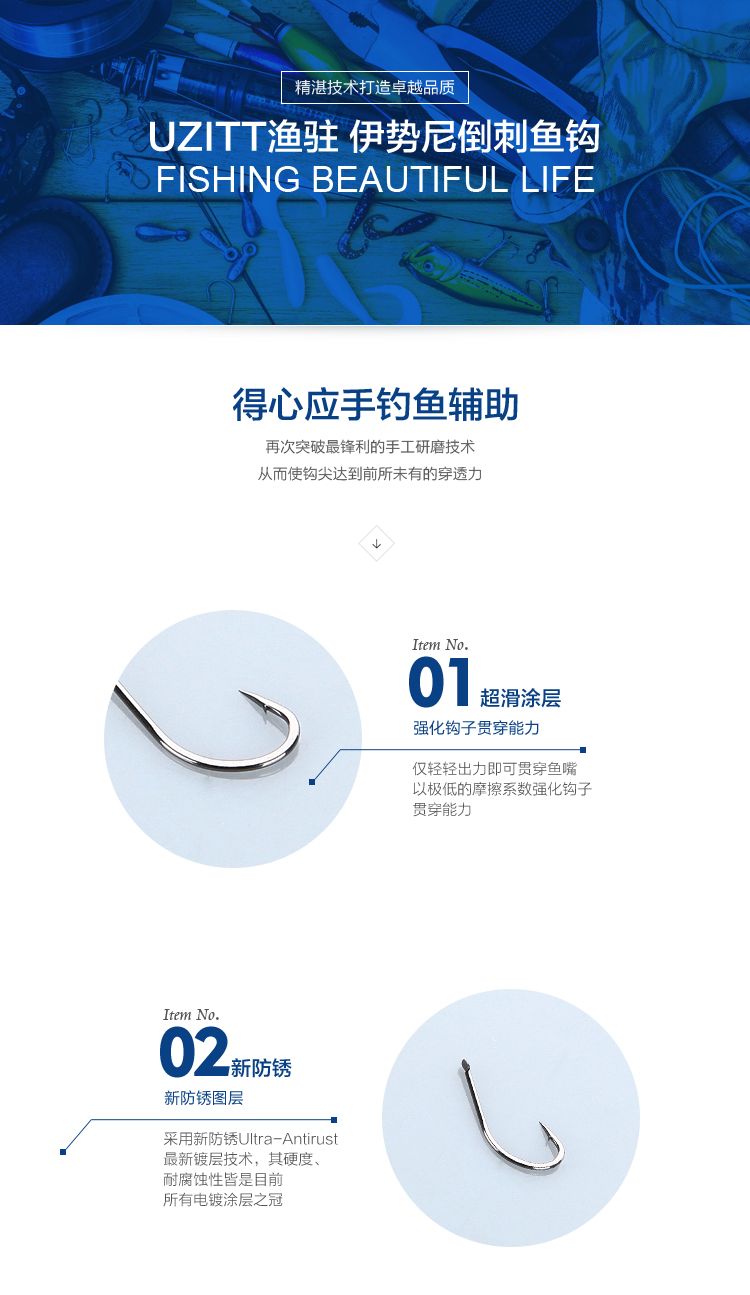 精湛技术打造卓越品质
UZITT渔驻 伊势尼倒刺鱼钩
FISHING BEAUTIFUL LIFE
得心应手钓鱼辅助
再次突破最锋利的手工研磨技术
从而使钩尖达到前所未有的穿透力
Item No.
01 超滑涂层
强化钩子贯穿能力
仅轻轻出力即可贯穿鱼嘴
以极低的摩擦系数强化钩子
贯穿能力
Item No.
02新防锈
新防锈图层
采用新防锈Ultra-Antirust
最新镀层技术，其硬度、
耐腐蚀性皆是目前
所有电镀涂层之冠